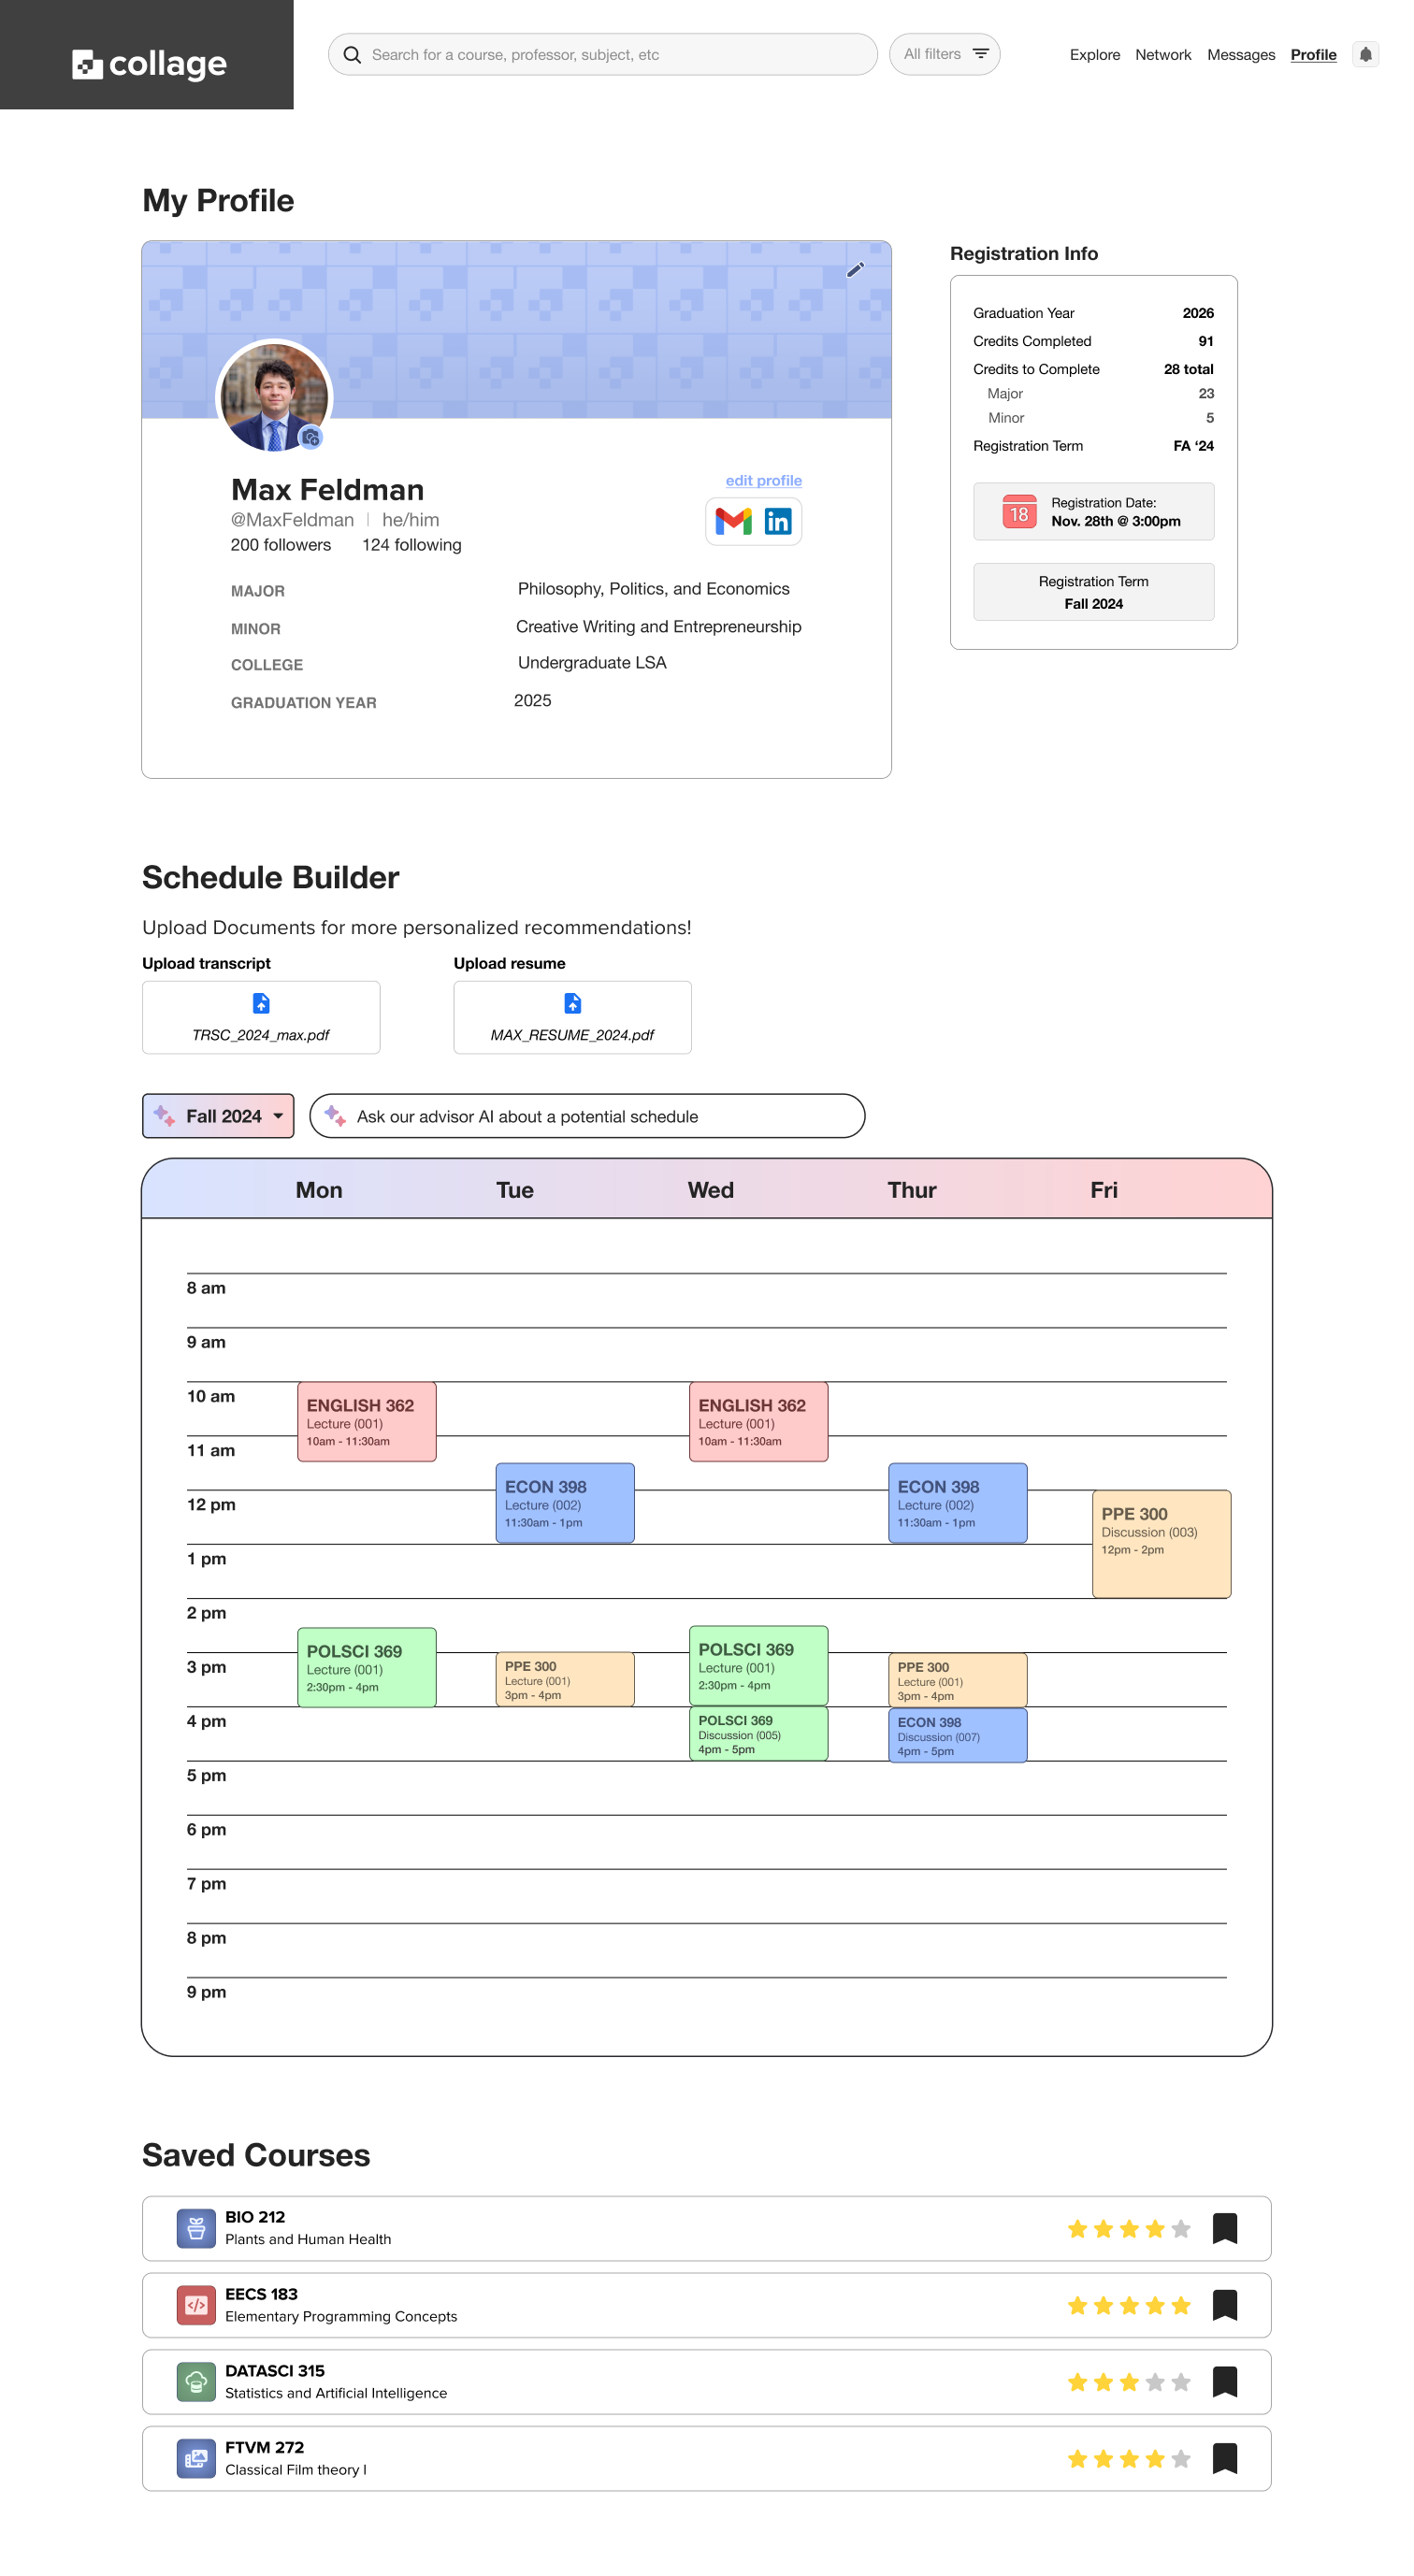 collage
Search for a course, professor, subject, etc
All filters
Explore Network Messages Profile
My Profile
Max Feldman
@MaxFeldman | he/him
200 followers 124 following
edit profile
MAJOR Philosophy, Politics, and Economics
MINOR Creative Writing and Entrepreneurship
COLLEGE Undergraduate LSA
GRADUATION YEAR 2025
Registration Info
Graduation Year 2026
Credits Completed 91
Credits to Complete 28 total
Major 23
Minor 5
Registration Term FA ‘24
18
Registration Date:
Nov. 28th @ 3:00pm
Registration Term
Fall 2024
Schedule Builder
Upload Documents for more personalized recommendations!
Upload transcript
TRSC_2024_max.pdf
Upload resume
MAX_RESUME_2024.pdf
Fall 2024
Ask our advisor AI about a potential schedule
Mon Tue Wed Thur Fri
8 am
9 am
10 am
ENGLISH 362
Lecture (001)
10am - 11:30am
ENGLISH 362
Lecture (001)
10am - 11:30am
11 am
ECON 398
Lecture (002)
11:30am - 1pm
ECON 398
Lecture (002)
11:30am - 1pm
12 pm
PPE 300
Discussion (003)
12pm - 2pm
1 pm
2 pm
POLSCI 369
Lecture (001)
2:30pm - 4pm
POLSCI 369
Lecture (001)
2:30pm - 4pm
3 pm
PPE 300
Lecture (001)
3pm - 4pm
PPE 300
Lecture (001)
3pm - 4pm
4 pm
POLSCI 369
Discussion (005)
4pm - 5pm
ECON 398
Discussion (007)
4pm - 5pm
5 pm
6 pm
7 pm
8 pm
9 pm
Saved Courses
BIO 212
Plants and Human Health
EECS 183
Elementary Programming Concepts
DATASCI 315
Statistics and Artificial Intelligence
FTVM 272
Classical Film theory I